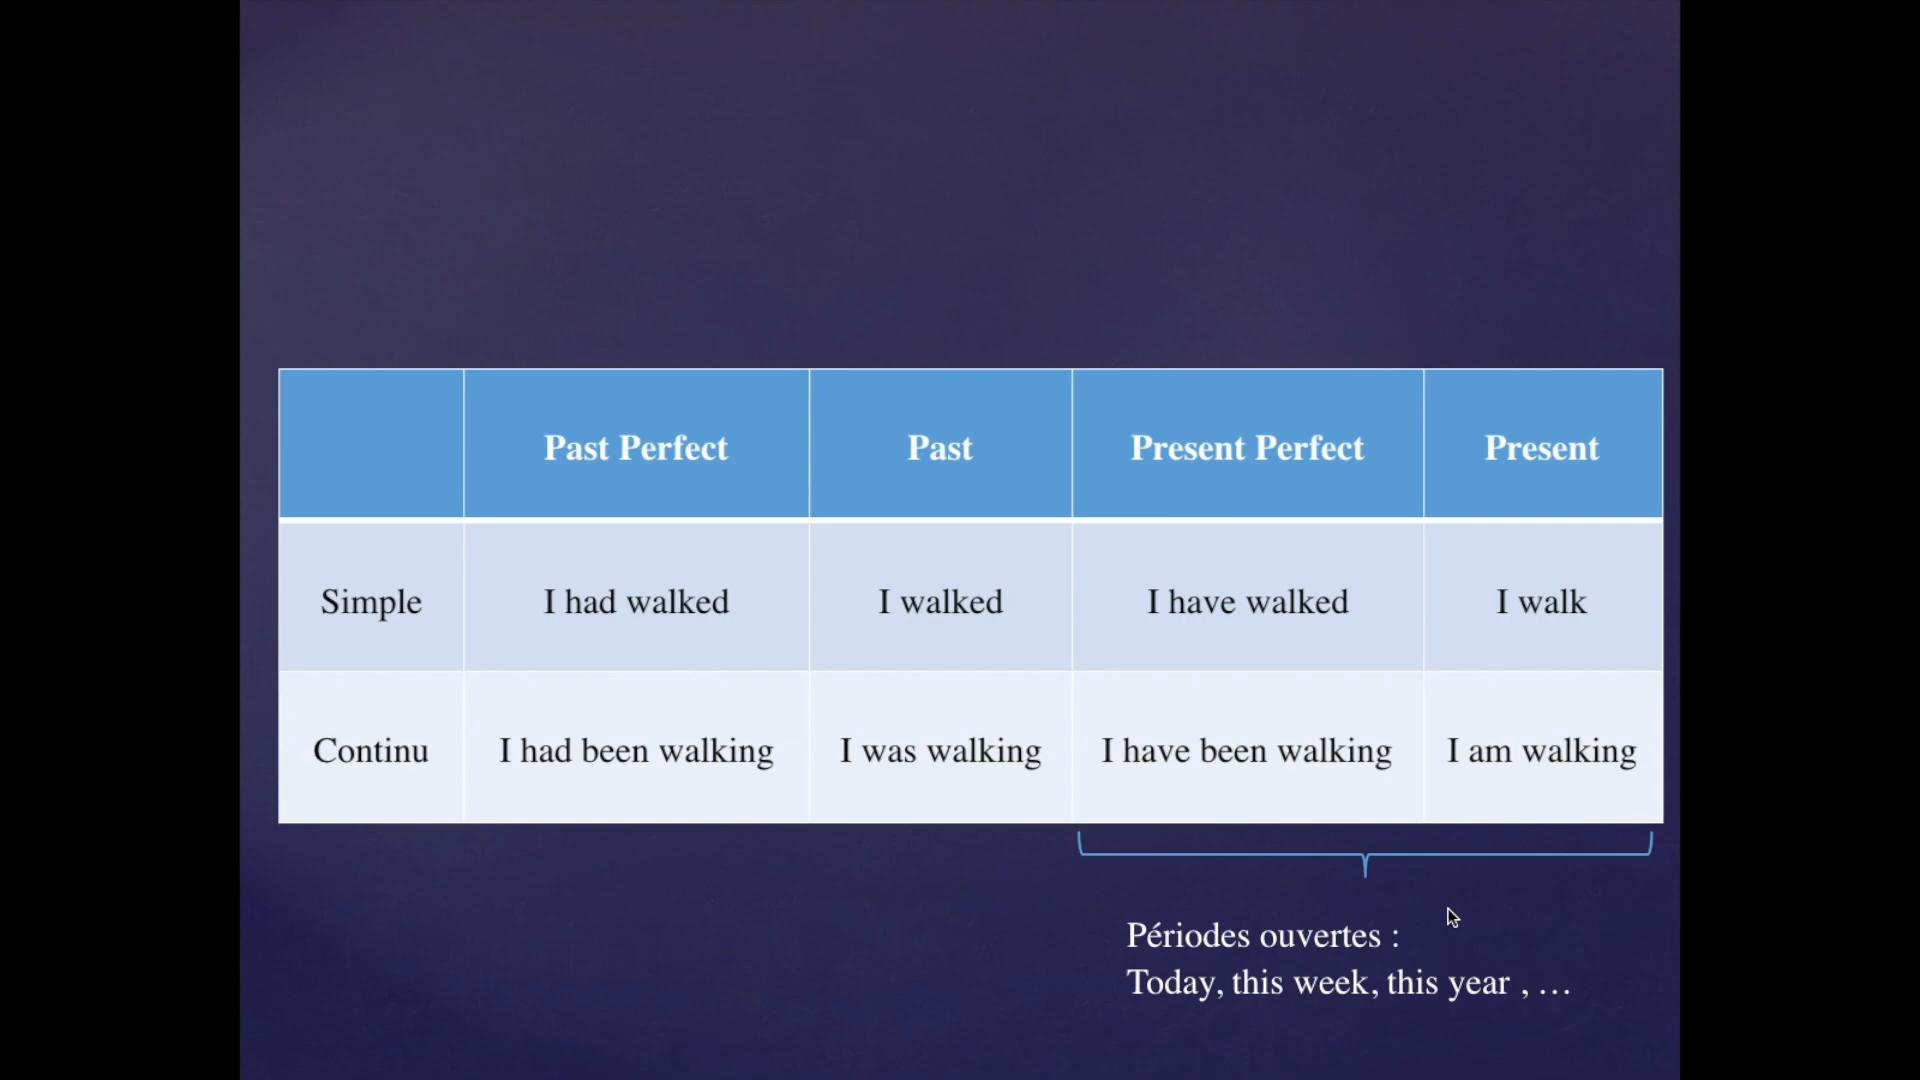 Past Perfect Past Present Perfect Present
Simple I had walked I walked I have walked I walk
Continu I had been walking I was walking I have been walking I am walking
Périodes ouvertes :
Today, this week, this year , …